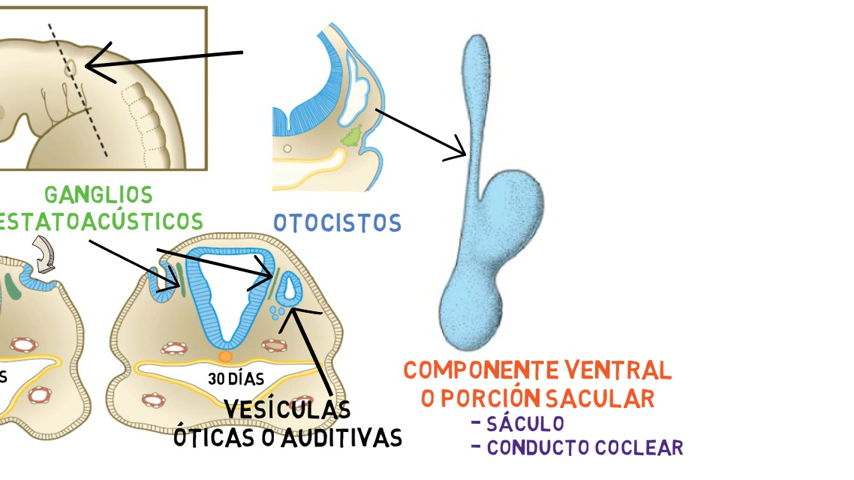 GANGLIOS
ESTATOACÚSTICOS
OTOCISTOS
S
30 DÍAS
VESÍCULAS
ÓTICAS O AUDITIVAS
COMPONENTE VENTRAL
O PORCIÓN SACULAR
- SÁCULO
- CONDUCTO COCLEAR